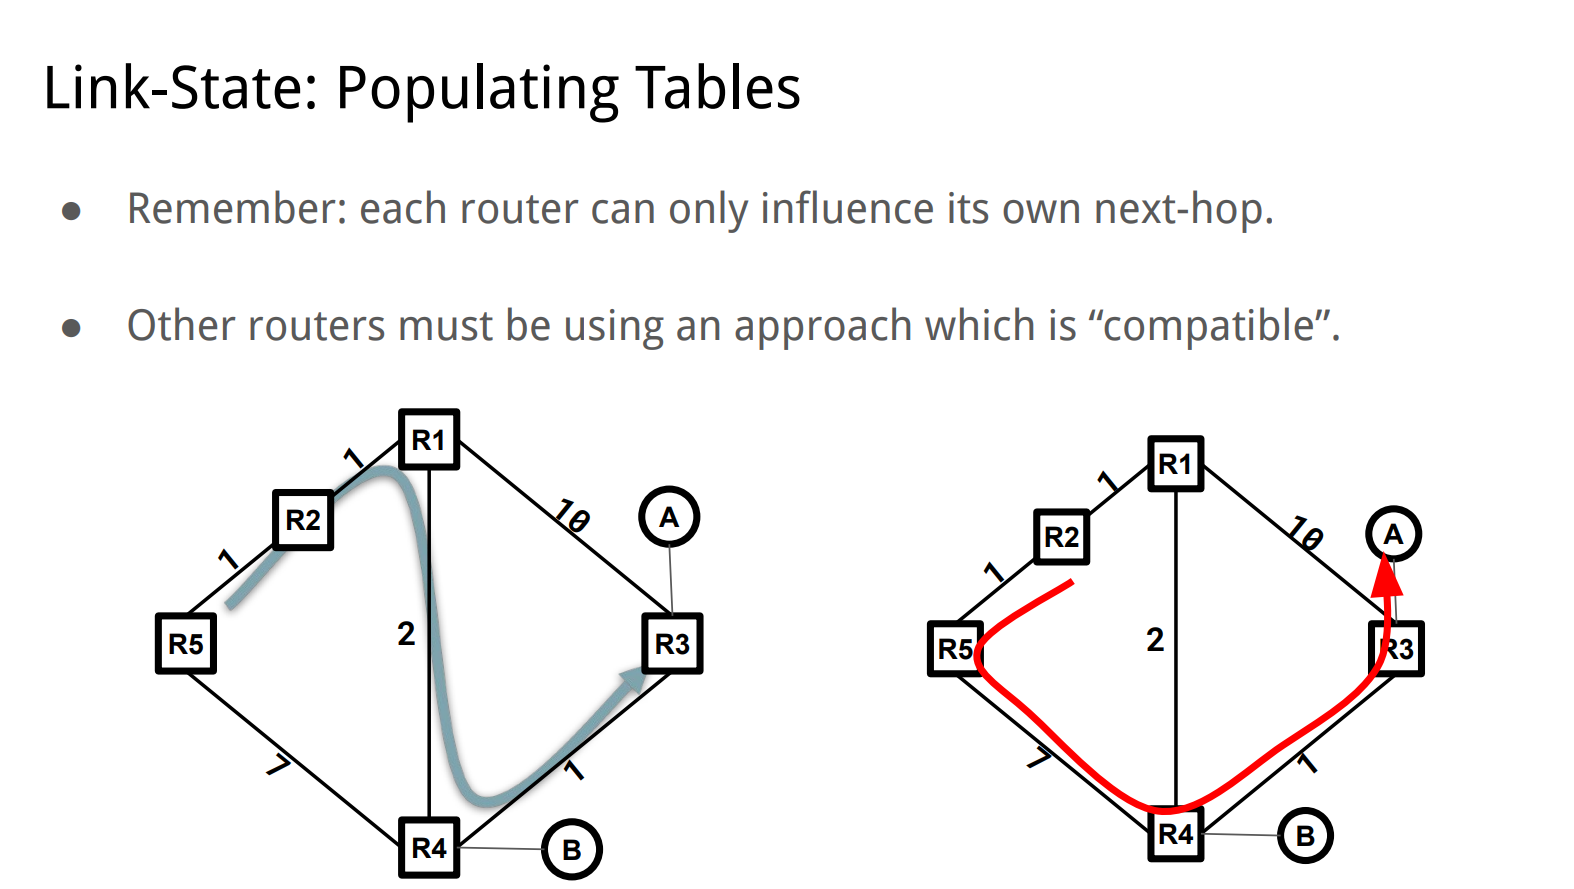 Link-State: Populating Tables
● Remember: each router can only influence its own next-hop.
● Other routers must be using an approach which is “compatible”.
R1
1
R2
10
A
1
2
R5
R3
7
1
R4
B
R1
1
R2
10
A
1
2
R5
R3
7
1
R4
B